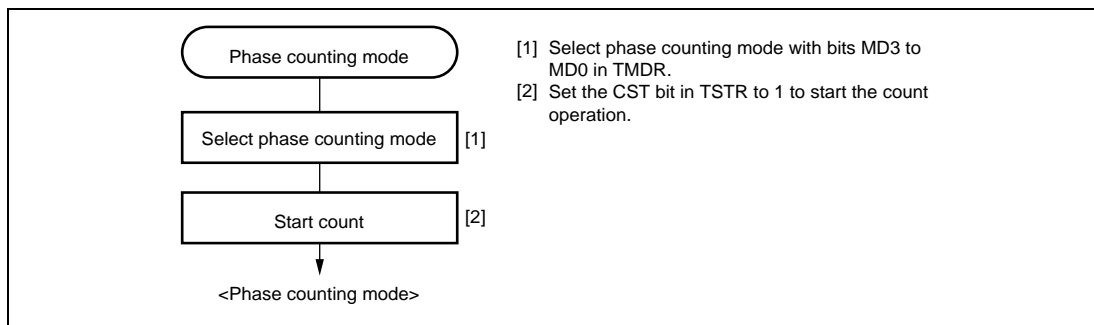 Phase counting mode
Select phase counting mode [1]
Start count [2]
<Phase counting mode>
[1] Select phase counting mode with bits MD3 to
MD0 in TMDR.
[2] Set the CST bit in TSTR to 1 to start the count
operation.